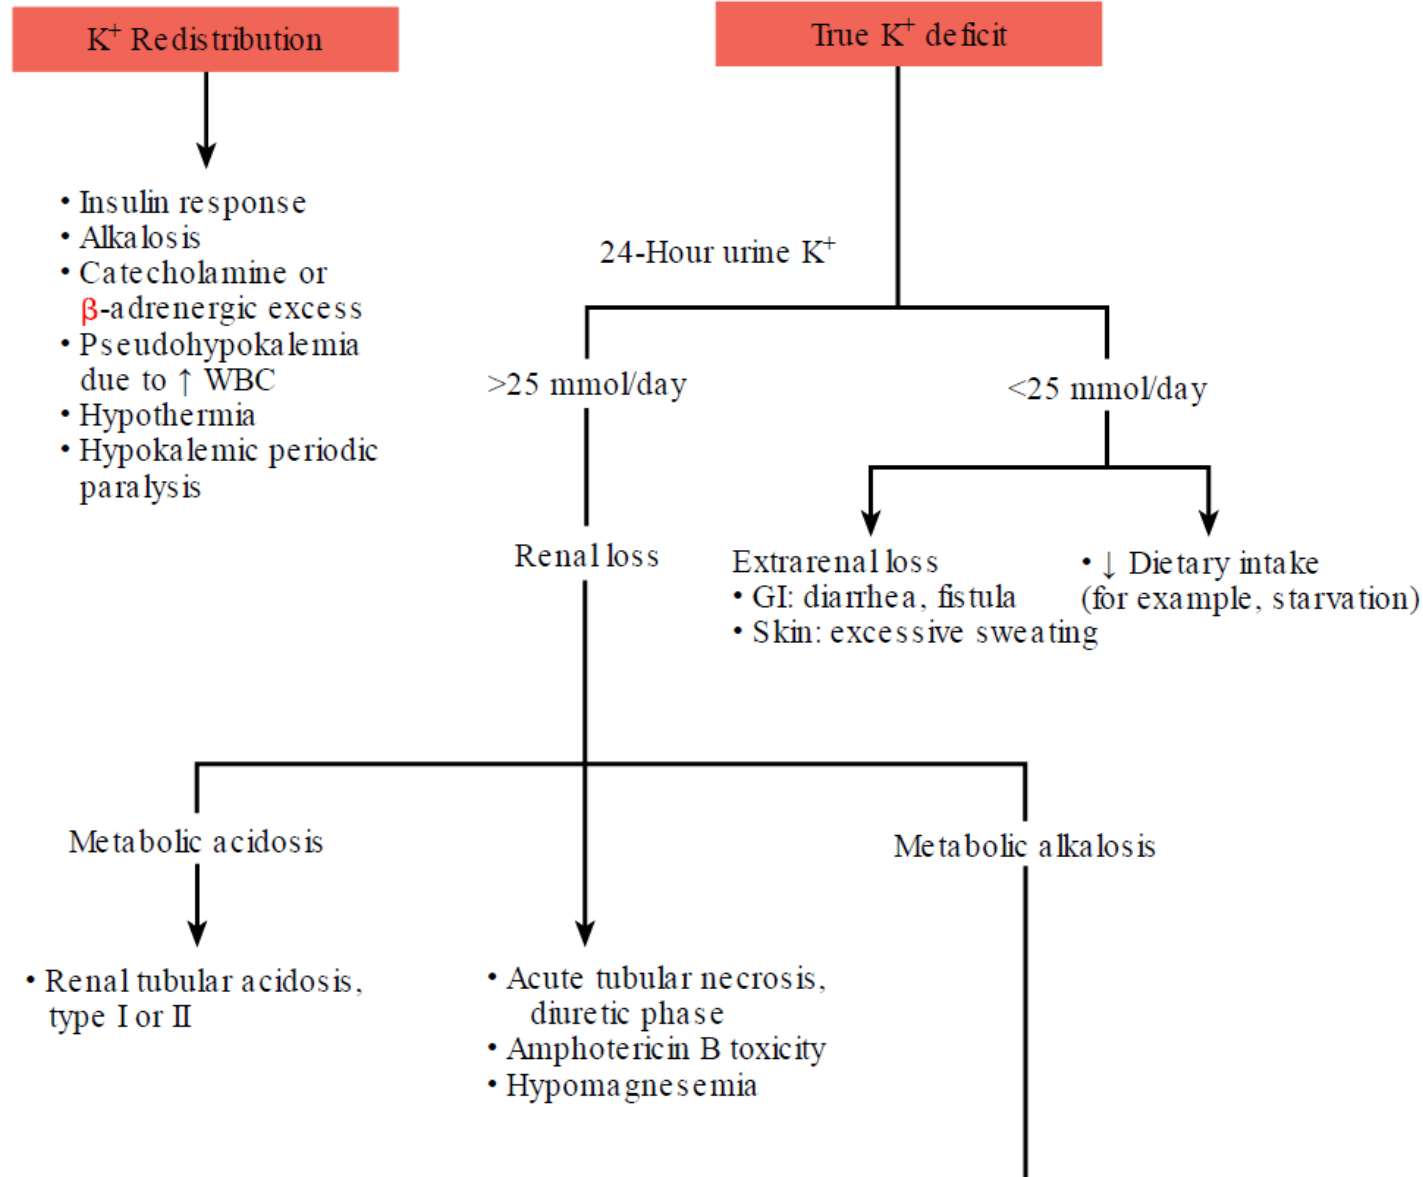 K⁺ Redistribution
True K⁺ deficit
• Insulin response
• Alkalosis
• Catecholamine or
β-adrenergic excess
• Pseudohypokalemia
due to ↑ WBC
• Hypothermia
• Hypokalemic periodic
paralysis
24-Hour urine K⁺
>25 mmol/day
<25 mmol/day
Renal loss
Extrarenal loss
• GI: diarrhea, fistula
• Skin: excessive sweating
• ↓ Dietary intake
(for example, starvation)
Metabolic acidosis
Metabolic alkalosis
• Renal tubular acidosis,
type I or II
• Acute tubular necrosis,
diuretic phase
• Amphotericin B toxicity
• Hypomagnesemia